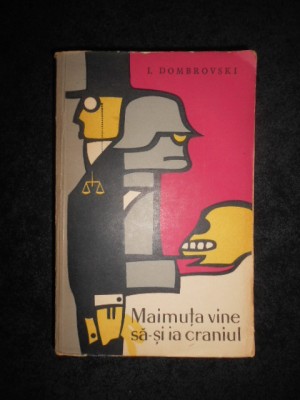 I. DOMBROVSKI
Maimuța vine
să-și ia craniul